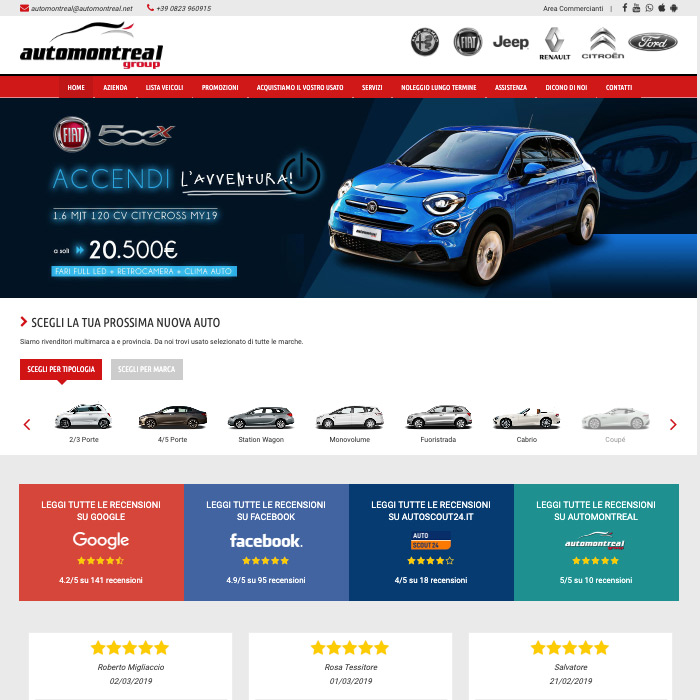 automontreal@automontreal.net +39 0823 960915 Area Commercianti |
automontreal
group
Jeep RENAULT CITROËN Ford FIAT
HOME AZIENDA LISTA VEICOLI PROMOZIONI ACQUISTIAMO IL VOSTRO USATO SERVIZI NOLEGGIO LUNGO TERMINE ASSISTENZA DICONO DI NOI CONTATTI
FIAT 500X
ACCENDI L'AVVENTURA!
1.6 MJT 120 CV CITYCROSS MY19
a soli 20.500€
FARI FULL LED + RETROCAMERA + CLIMA AUTO
automontreal
SCEGLI LA TUA PROSSIMA NUOVA AUTO
Siamo rivenditori multimarca a e provincia. Da noi trovi usato selezionato di tutte le marche.
SCEGLI PER TIPOLOGIA SCEGLI PER MARCA
2/3 Porte 4/5 Porte Station Wagon Monovolume Fuoristrada Cabrio Coupé
LEGGI TUTTE LE RECENSIONI
SU GOOGLE
Google
4.2/5 su 141 recensioni
LEGGI TUTTE LE RECENSIONI
SU FACEBOOK
facebook.
4.9/5 su 95 recensioni
LEGGI TUTTE LE RECENSIONI
SU AUTOSCOUT24.IT
AUTO
SCOUT24
4/5 su 18 recensioni
LEGGI TUTTE LE RECENSIONI
SU AUTOMONTREAL
automontreal
group
5/5 su 10 recensioni
Roberto Migliaccio
02/03/2019
Rosa Tessitore
01/03/2019
Salvatore
21/02/2019